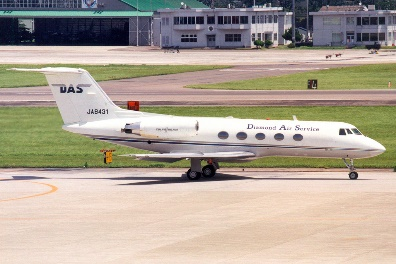 DAS
JA8431
Diamond Air Service